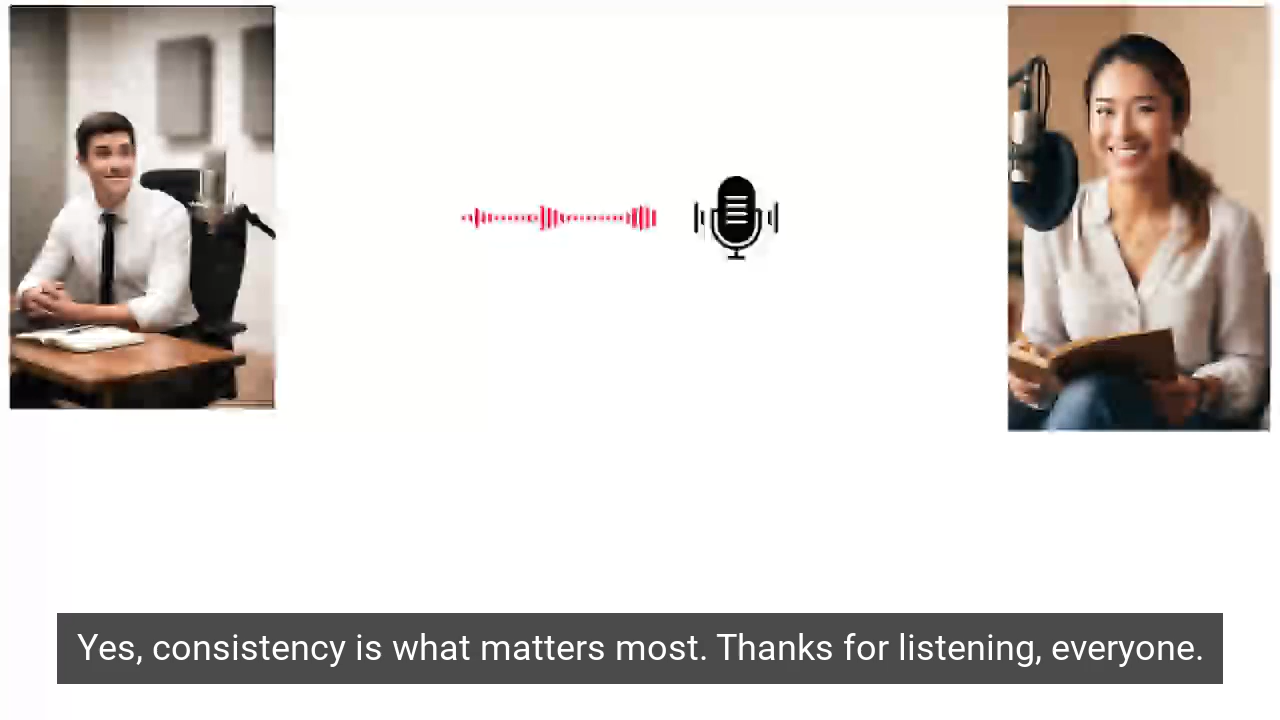 Yes, consistency is what matters most. Thanks for listening, everyone.